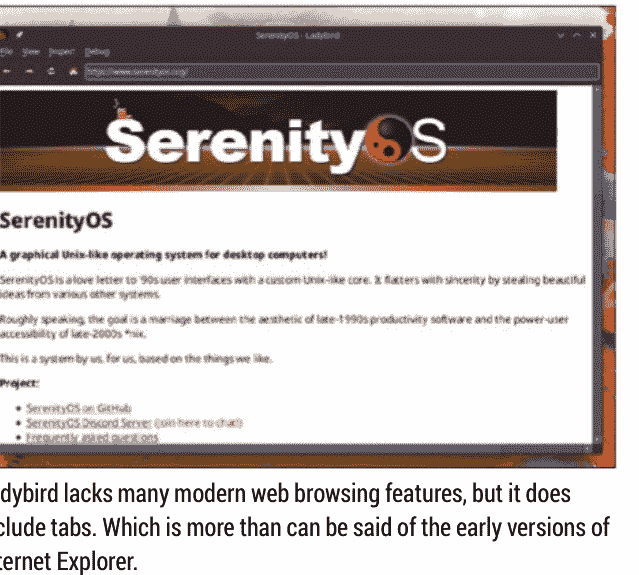 SerenityOS - Ladybird
File View Inspect Debug
https://www.serenityos.org/
SerenityOS
SerenityOS
A graphical Unix-like operating system for desktop computers!
SerenityOS is a love letter to '90s user interfaces with a custom Unix-like core. It flatters with sincerity by stealing beautiful
ideas from various other systems.
Roughly speaking, the goal is a marriage between the aesthetic of late-1990s productivity software and the power-user
accessibility of late-2000s *nix.
This is a system by us, for us, based on the things we like.
Project:
• SerenityOS on GitHub
• SerenityOS Discord Server (join here to chat!)
• Frequently asked questions
dybird lacks many modern web browsing features, but it does
clude tabs. Which is more than can be said of the early versions of
ternet Explorer.